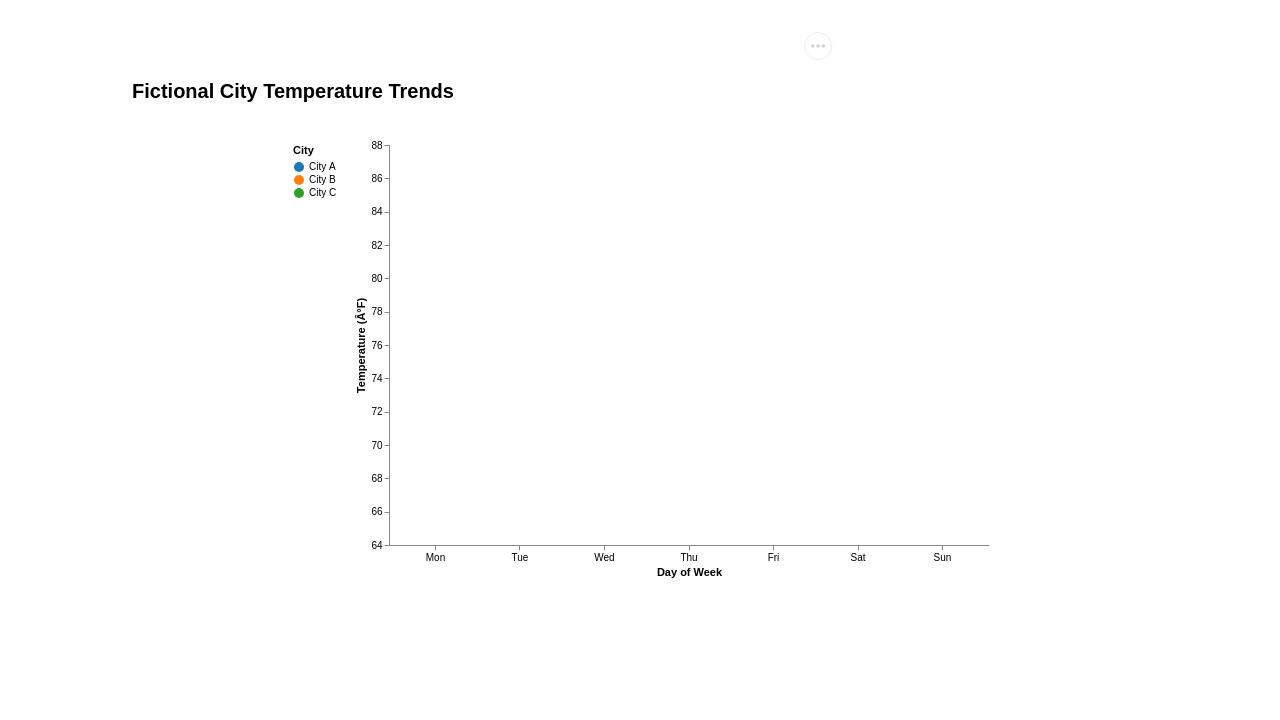 Fictional City Temperature Trends
City
City A
City B
City C
88
86
84
82
80
78
76
74
72
70
68
66
64
Temperature (Â°F)
Mon Tue Wed Thu Fri Sat Sun
Day of Week